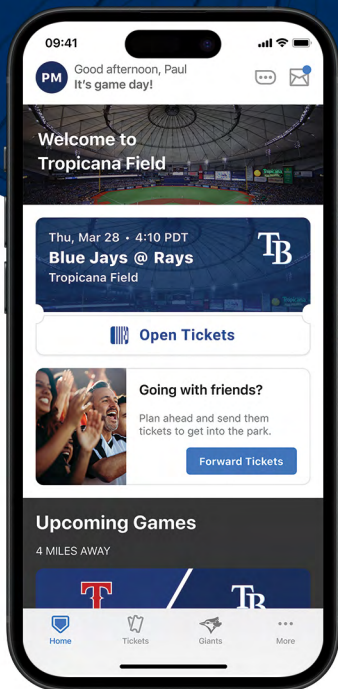 09:41
PM
Good afternoon, Paul
It's game day!
Welcome to
Tropicana Field
Thu, Mar 28 • 4:10 PDT
Blue Jays @ Rays
Tropicana Field
TB
Open Tickets
Going with friends?
Plan ahead and send them
tickets to get into the park.
Forward Tickets
Upcoming Games
4 MILES AWAY
T
TB
Home
Tickets
Giants
More